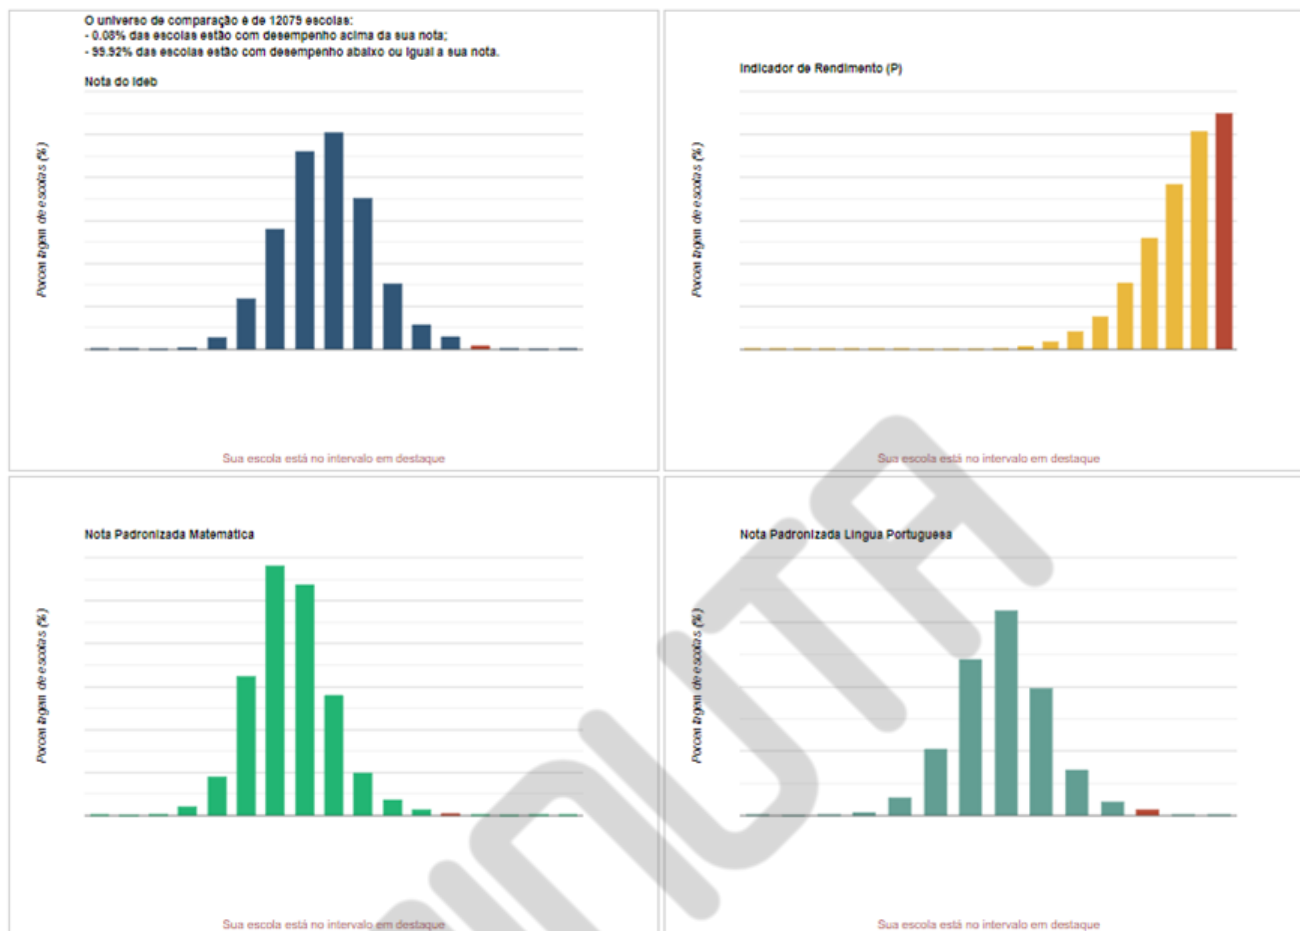 O universo de comparação é de 12079 escolas:
- 0.08% das escolas estão com desempenho acima da sua nota;
- 99.92% das escolas estão com desempenho abaixo ou igual a sua nota.
Nota do Ideb
Porcentagem de escolas (%)
Sua escola está no intervalo em destaque
Indicador de Rendimento (P)
Porcentagem de escolas (%)
Sua escola está no intervalo em destaque
Nota Padronizada Matemática
Porcentagem de escolas (%)
Sua escola está no intervalo em destaque
Nota Padronizada Língua Portuguesa
Porcentagem de escolas (%)
Sua escola está no intervalo em destaque